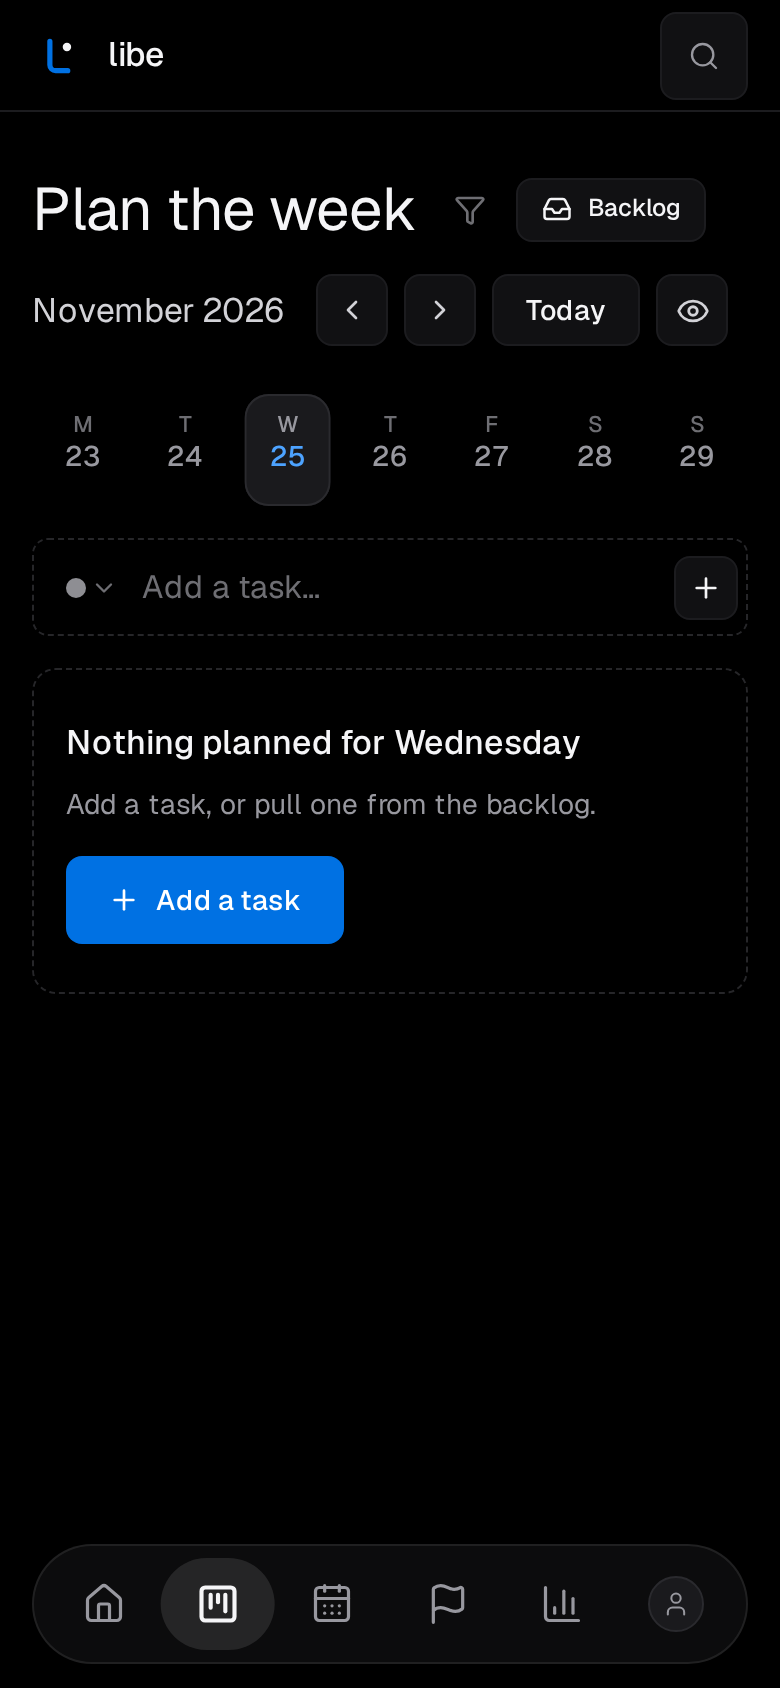 libe
Plan the week
Backlog
November 2026
Today
M T W T F S S
23 24 25 26 27 28 29
Add a task...
Nothing planned for Wednesday
Add a task, or pull one from the backlog.
Add a task